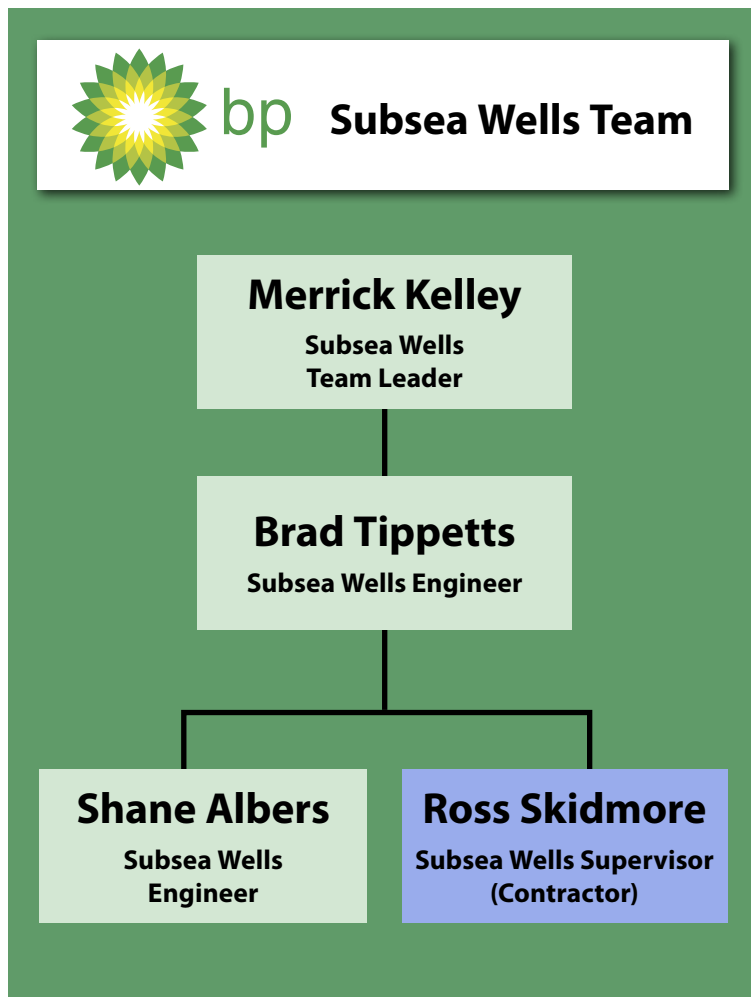 bp Subsea Wells Team
Merrick Kelley
Subsea Wells
Team Leader
Brad Tippetts
Subsea Wells Engineer
Shane Albers
Subsea Wells
Engineer
Ross Skidmore
Subsea Wells Supervisor
(Contractor)